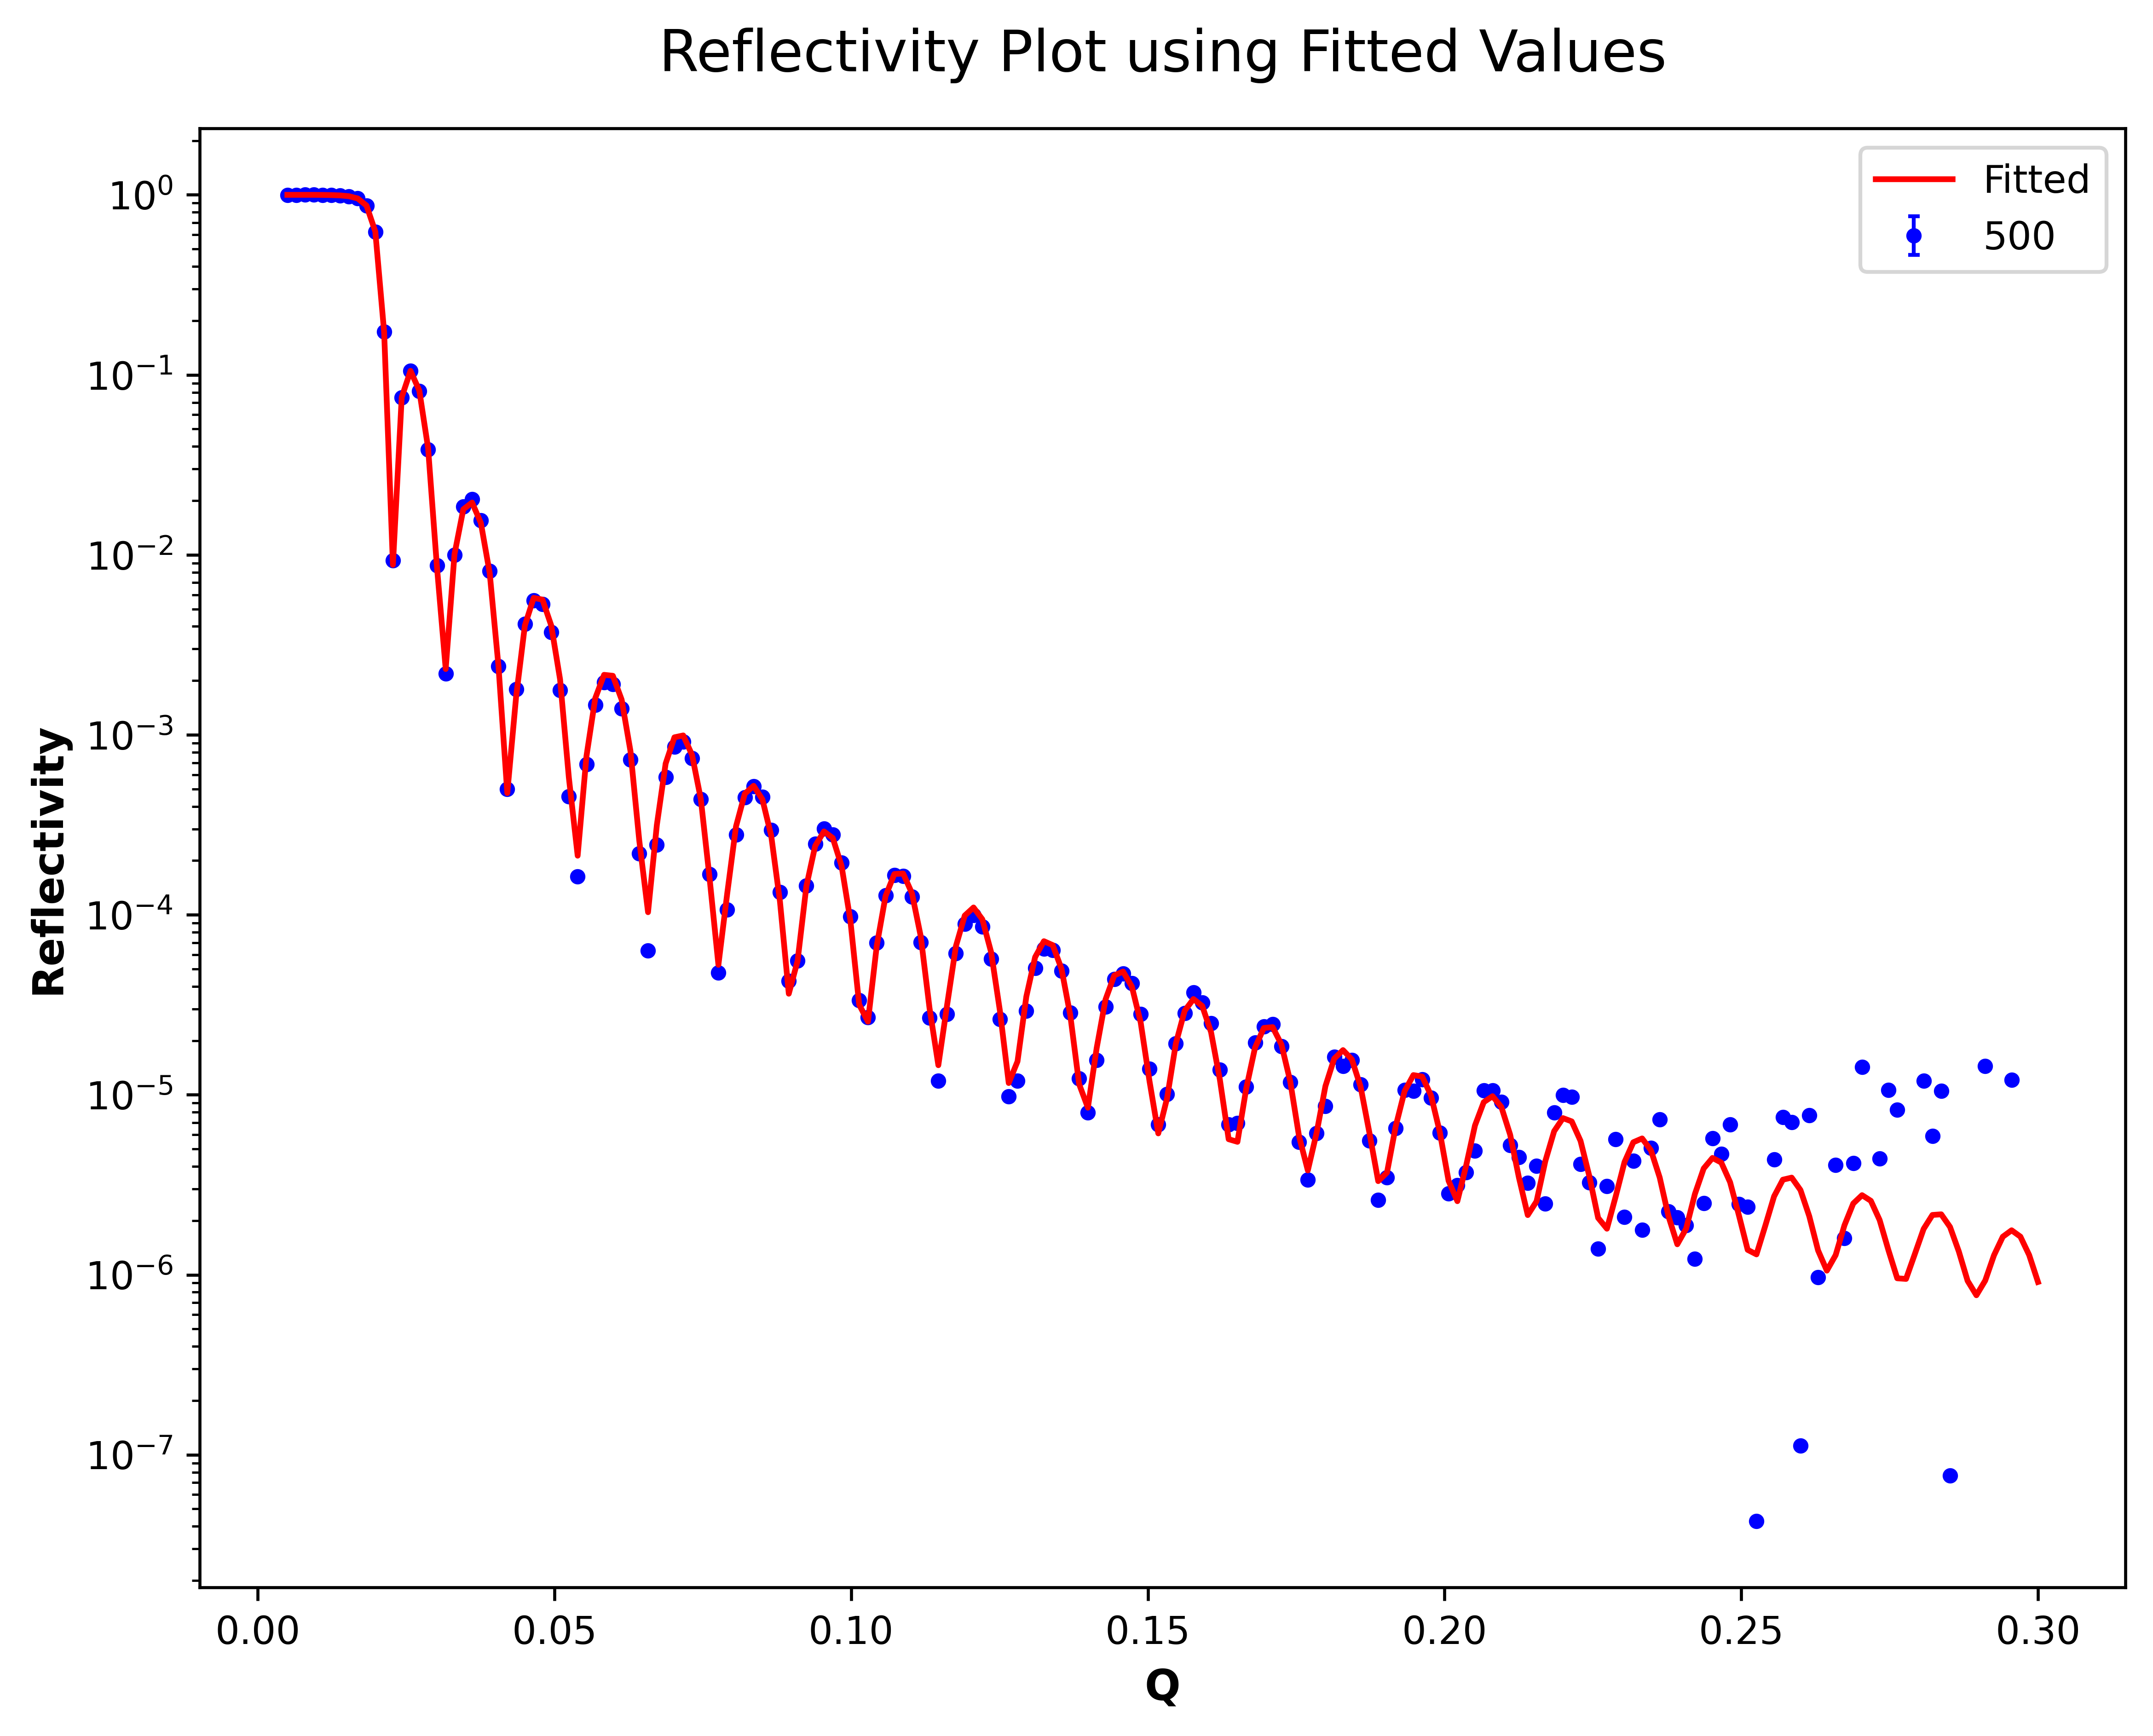 Reflectivity Plot using Fitted Values
Fitted
500
Reflectivity
10⁰
10⁻¹
10⁻²
10⁻³
10⁻⁴
10⁻⁵
10⁻⁶
10⁻⁷
0.00 0.05 0.10 0.15 0.20 0.25 0.30
Q